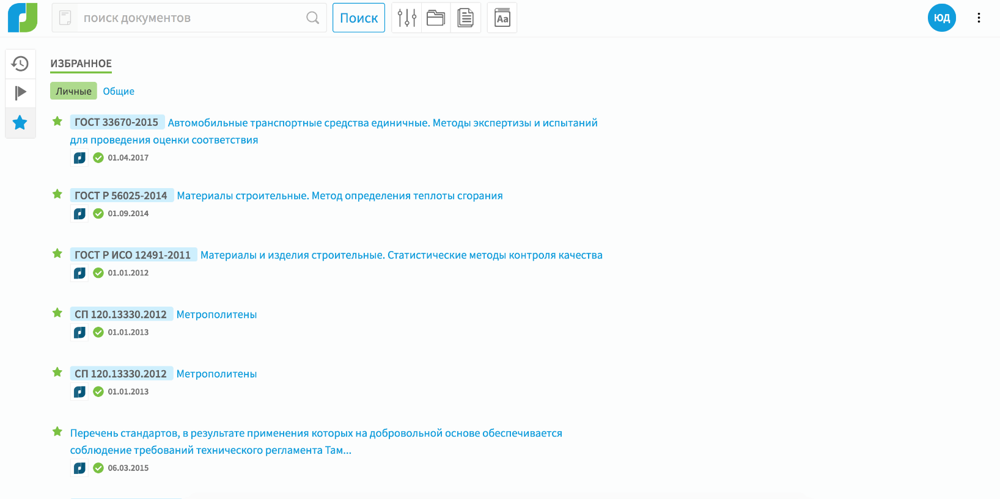 поиск документов
Поиск
Aa
ЮД
ИЗБРАННОЕ
Личные Общие
ГОСТ 33670-2015 Автомобильные транспортные средства единичные. Методы экспертизы и испытаний
для проведения оценки соответствия
01.04.2017
ГОСТ Р 56025-2014 Материалы строительные. Метод определения теплоты сгорания
01.09.2014
ГОСТ Р ИСО 12491-2011 Материалы и изделия строительные. Статистические методы контроля качества
01.01.2012
СП 120.13330.2012 Метрополитены
01.01.2013
СП 120.13330.2012 Метрополитены
01.01.2013
Перечень стандартов, в результате применения которых на добровольной основе обеспечивается
соблюдение требований технического регламента Там...
06.03.2015